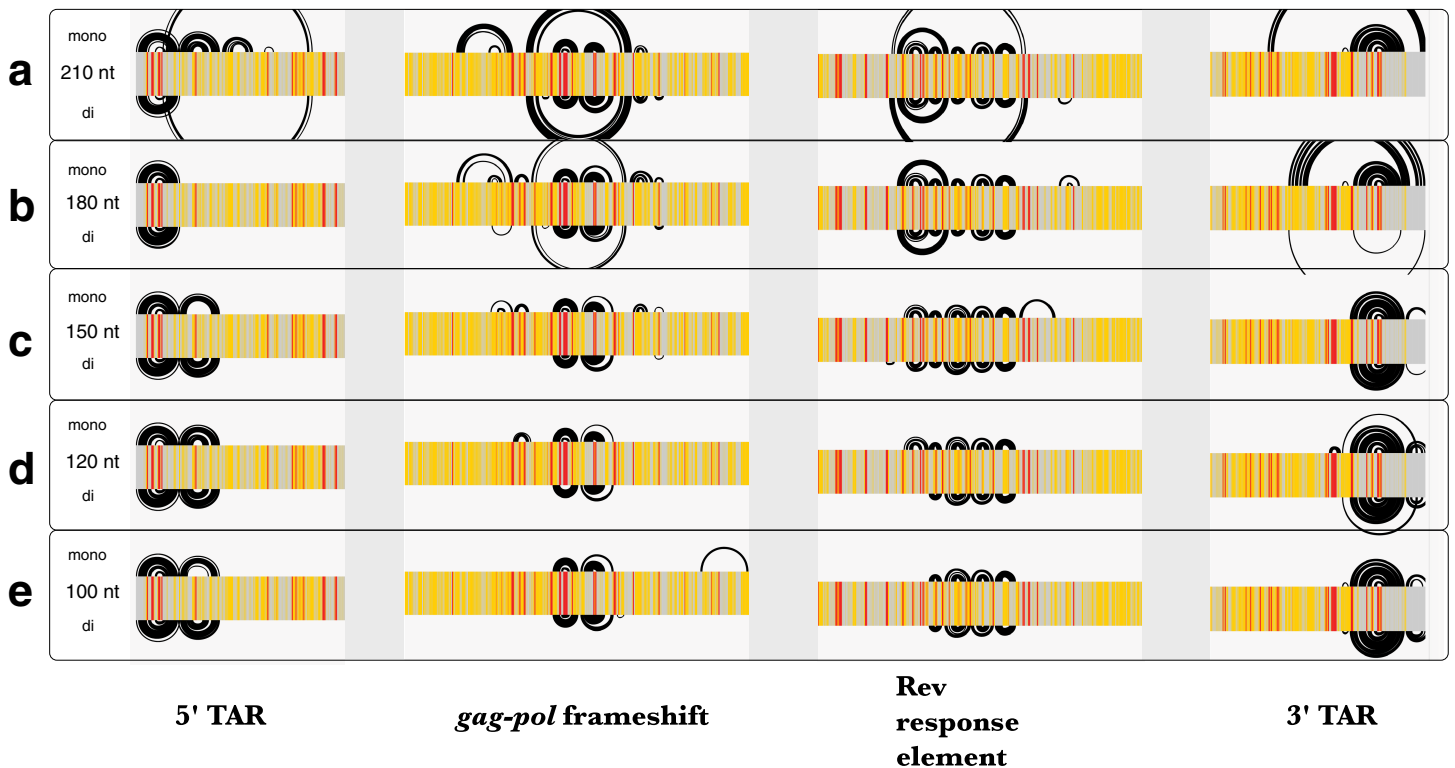 a
mono
210 nt
di
b
mono
180 nt
di
c
mono
150 nt
di
d
mono
120 nt
di
e
mono
100 nt
di
5' TAR
gag-pol frameshift
Rev
response
element
3' TAR